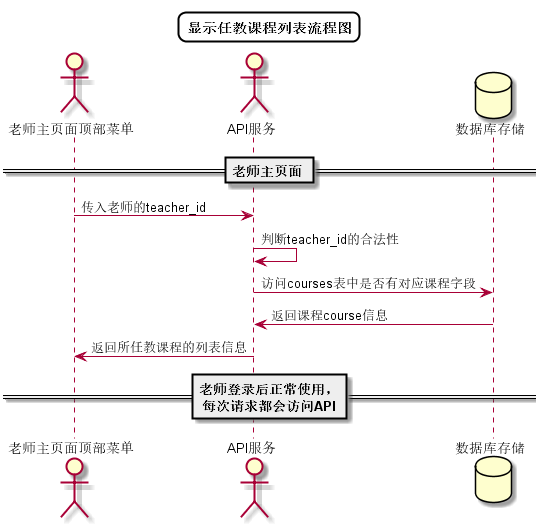 显示任教课程列表流程图
老师主页面顶部菜单
API服务
数据库存储
老师主页面
传入老师的teacher_id
判断teacher_id的合法性
访问courses表中是否有对应课程字段
返回课程course信息
返回所任教课程的列表信息
老师登录后正常使用，
每次请求都会访问API
老师主页面顶部菜单
API服务
数据库存储